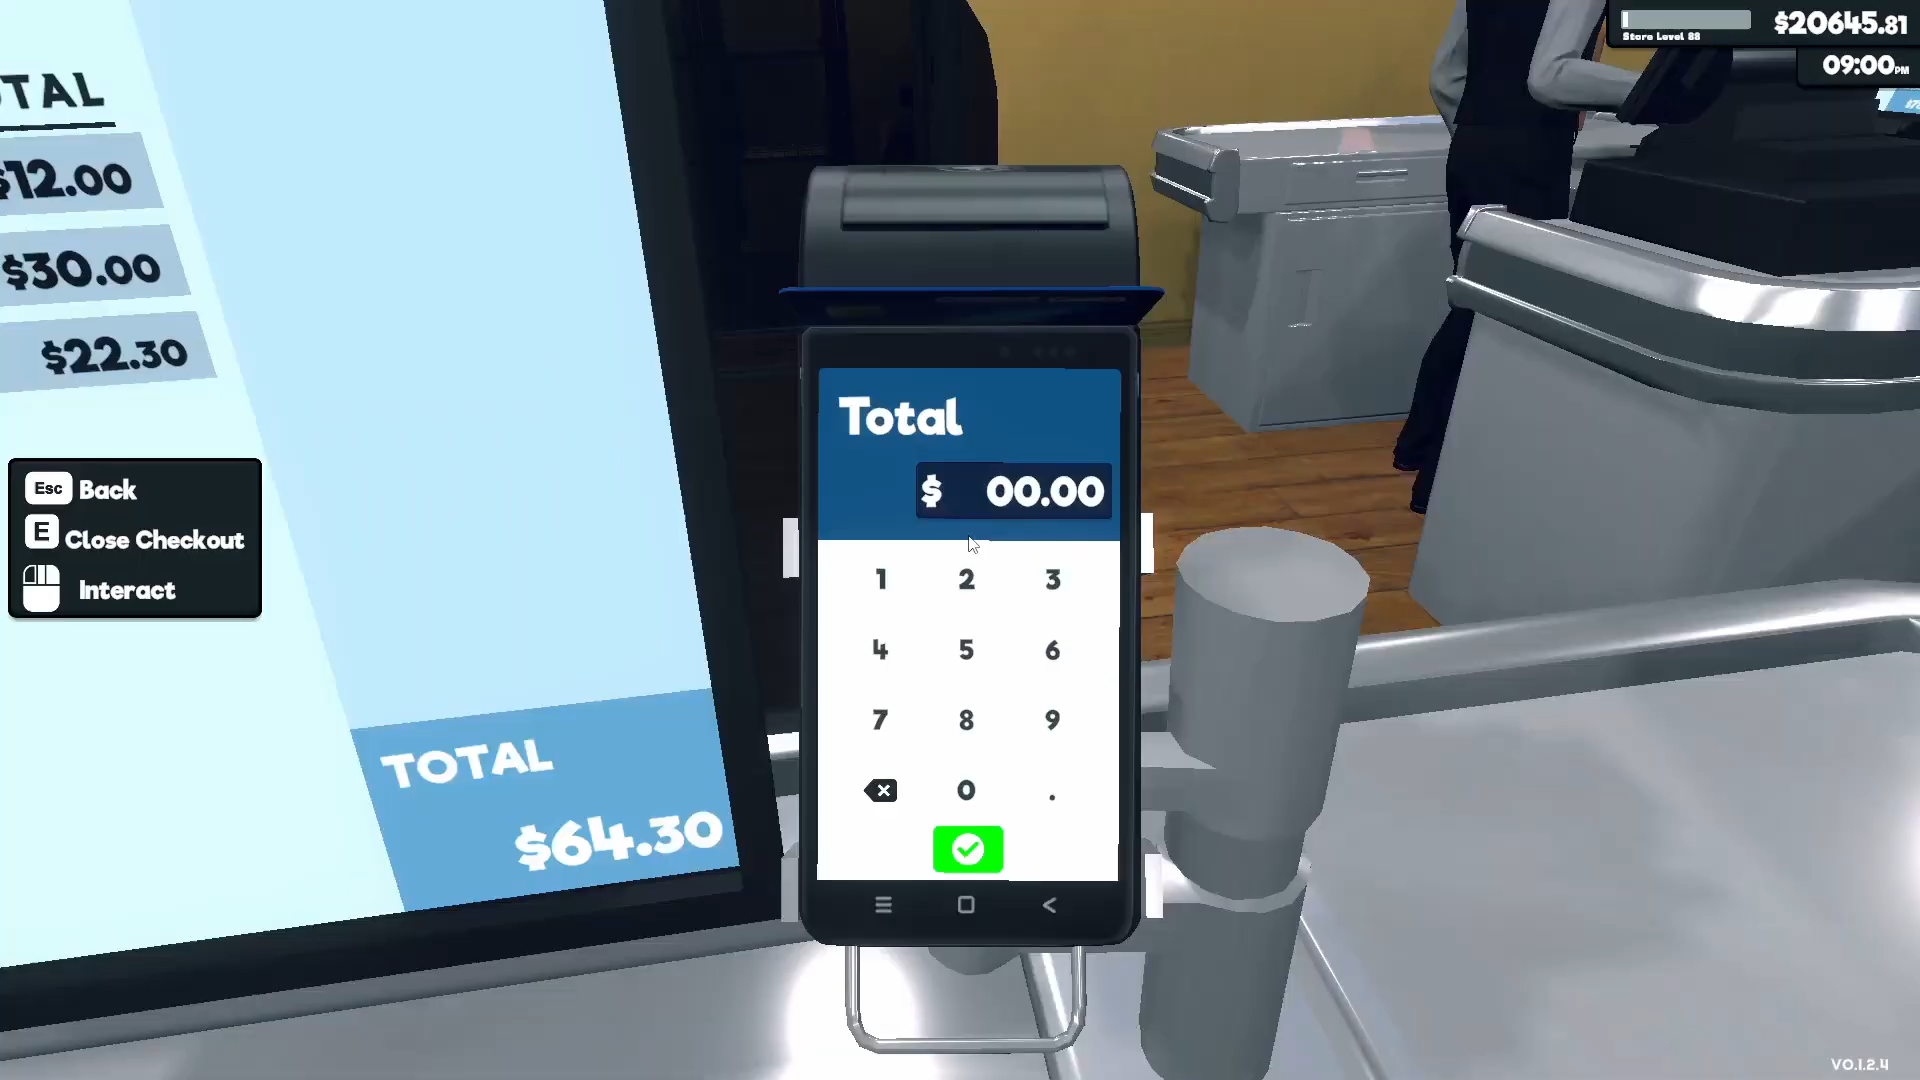 $20645.81
Store Level 88
09:00PM
OTAL
$12.00
$30.00
$22.30
Esc Back
E Close Checkout
Interact
TOTAL
$64.30
Total
$ 00.00
1 2 3
4 5 6
7 8 9
0 .
V0.1.2.4